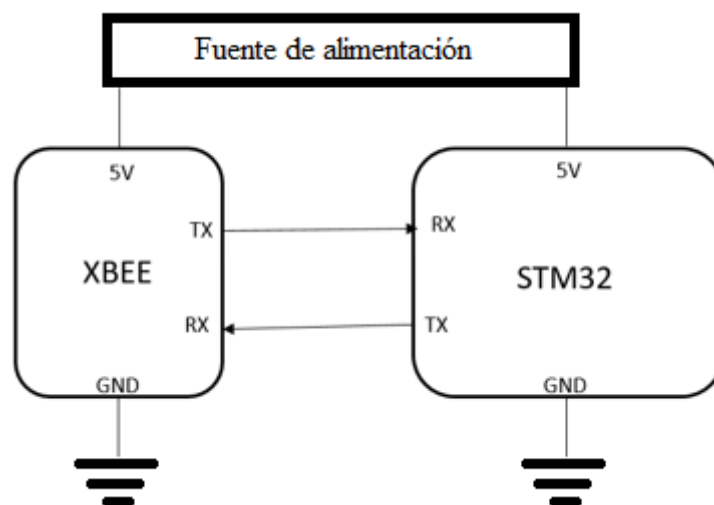 Fuente de alimentación
5V
5V
TX
RX
XBEE
STM32
RX
TX
GND
GND